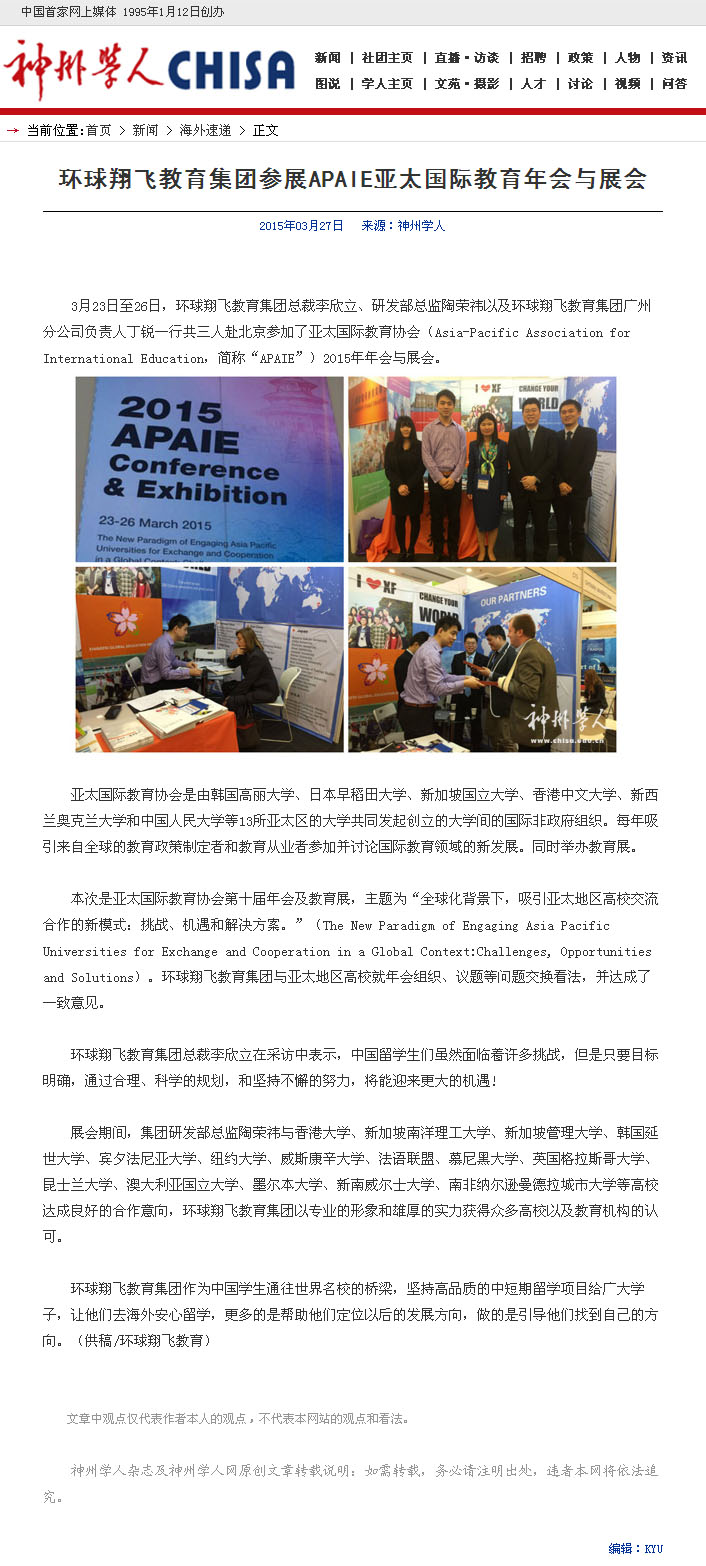 中国首家网上媒体 1995年1月12日创办
神州学人 CHISA
新闻 | 社团主页 | 直播·访谈 | 招聘 | 政策 | 人物 | 资讯
图说 | 学人主页 | 文苑·摄影 | 人才 | 讨论 | 视频 | 问答
→ 当前位置:首页 > 新闻 > 海外速递 > 正文
环球翔飞教育集团参展APAIE亚太国际教育年会与展会
2015年03月27日 来源：神州学人
3月23日至26日，环球翔飞教育集团总裁李欣立、研发部总监陶荣祎以及环球翔飞教育集团广州
分公司负责人丁锐一行共三人赴北京参加了亚太国际教育协会（Asia-Pacific Association for
International Education，简称“APAIE”）2015年年会与展会。
2015
APAIE
Conference
& Exhibition
23-26 March 2015
The New Paradigm of Engaging Asia Pacific
Universities for Exchange and Cooperation
I ❤ XF
CHANGE YOUR
WORLD
I ❤ XF
CHANGE YOUR
WORLD
OUR PARTNERS
神州学人
www.chisa.edu.cn
亚太国际教育协会是由韩国高丽大学、日本早稻田大学、新加坡国立大学、香港中文大学、新西
兰奥克兰大学和中国人民大学等13所亚太区的大学共同发起创立的大学间的国际非政府组织。每年吸
引来自全球的教育政策制定者和教育从业者参加并讨论国际教育领域的新发展。同时举办教育展。
本次是亚太国际教育协会第十届年会及教育展，主题为“全球化背景下，吸引亚太地区高校交流
合作的新模式：挑战、机遇和解决方案。”（The New Paradigm of Engaging Asia Pacific
Universities for Exchange and Cooperation in a Global Context:Challenges, Opportunities
and Solutions）。环球翔飞教育集团与亚太地区高校就年会组织、议题等问题交换看法，并达成了
一致意见。
环球翔飞教育集团总裁李欣立在采访中表示，中国留学生们虽然面临着许多挑战，但是只要目标
明确，通过合理、科学的规划，和坚持不懈的努力，将能迎来更大的机遇!
展会期间，集团研发部总监陶荣祎与香港大学、新加坡南洋理工大学、新加坡管理大学、韩国延
世大学、宾夕法尼亚大学、纽约大学、威斯康辛大学、法语联盟、慕尼黑大学、英国格拉斯哥大学、
昆士兰大学、澳大利亚国立大学、墨尔本大学、新南威尔士大学、南非纳尔逊曼德拉城市大学等高校
达成良好的合作意向，环球翔飞教育集团以专业的形象和雄厚的实力获得众多高校以及教育机构的认
可。
环球翔飞教育集团作为中国学生通往世界名校的桥梁，坚持高品质的中短期留学项目给广大学
子，让他们去海外安心留学，更多的是帮助他们定位以后的发展方向，做的是引导他们找到自己的方
向。（供稿/环球翔飞教育）
文章中观点仅代表作者本人的观点，不代表本网站的观点和看法。
神州学人杂志及神州学人网原创文章转载说明：如需转载，务必请注明出处，违者本网将依法追
究。
编辑：KYU